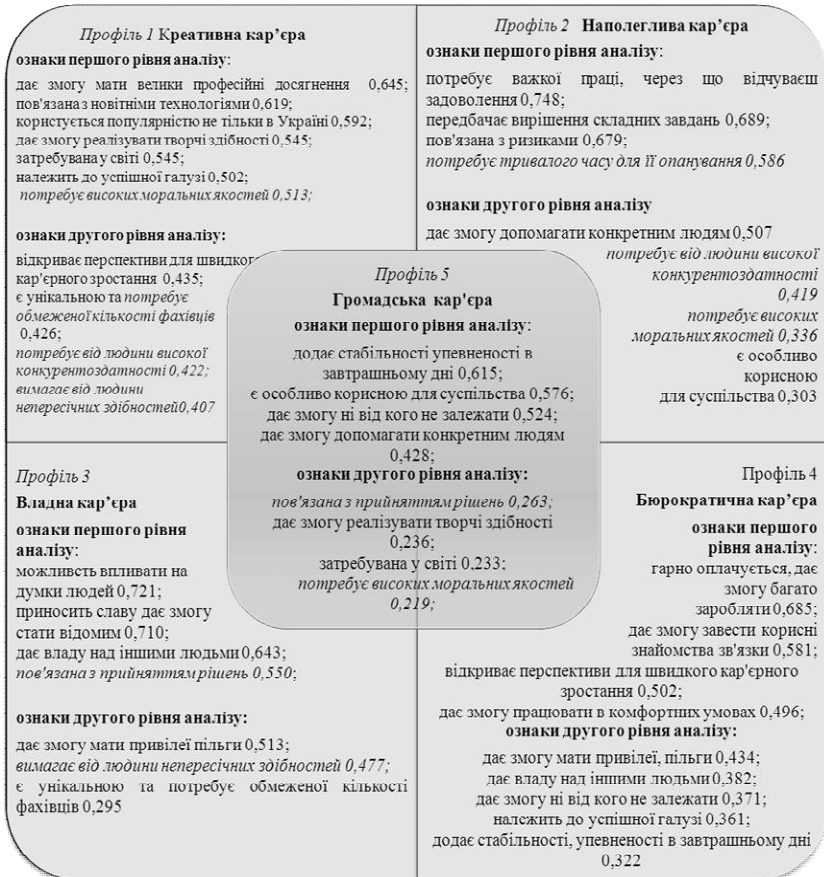 Профіль 1 Креативна кар’єра
ознаки першого рівня аналізу:
дає змогу мати велики професійні досягнення 0,645;
пов'язана з новітніми технологіями 0,619;
користується популярністю не тільки в Україні 0,592;
дає змогу реалізувати творчі здібності 0,545;
затребувана у світі 0,545;
належить до успішної галузі 0,502;
потребує високих моральних якостей 0,513;
ознаки другого рівня аналізу:
відкриває перспективи для швидкого
кар'єрного зростання 0,435;
є унікальною та потребує
обмеженої кількості фахівців
0,426;
потребує від людини високої
конкурентоздатності 0,422;
вимагає від людини
непересічних здібностей 0,407
Профіль 2 Наполеглива кар’єра
ознаки першого рівня аналізу:
потребує важкої праці, через що відчуваєш
задоволення 0,748;
передбачає вирішення складних завдань 0,689;
пов'язана з ризиками 0,679;
потребує тривалого часу для її опанування 0,586
ознаки другого рівня аналізу
дає змогу допомагати конкретним людям 0,507
потребує від людини високої
конкурентоздатності
0,419
потребує високих
моральних якостей 0,336
є особливо
корисною
для суспільства 0,303
Профіль 5
Громадська кар'єра
ознаки першого рівня аналізу:
додає стабільності упевненості в
завтрашньому дні 0,615;
є особливо корисною для суспільства 0,576;
дає змогу ні від кого не залежати 0,524;
дає змогу допомагати конкретним людям
0,428;
ознаки другого рівня аналізу:
пов'язана з прийняттям рішень 0,263;
дає змогу реалізувати творчі здібності
0,236;
затребувана у світі 0,233;
потребує високих моральних якостей
0,219;
Профіль 3
Владна кар’єра
ознаки першого рівня
аналізу:
можливсть впливати на
думки людей 0,721;
приносить славу дає змогу
стати відомим 0,710;
дає владу над іншими людьми 0,643;
пов'язана з прийняттям рішень 0,550;
ознаки другого рівня аналізу:
дає змогу мати привілеї пільги 0,513;
вимагає від людини непересічних здібностей 0,477;
є унікальною та потребує обмеженої кількості
фахівців 0,295
Профіль 4
Бюрократична кар’єра
ознаки першого
рівня аналізу:
гарно оплачується, дає
змогу багато
заробляти 0,685;
дає змогу завести корисні
знайомства зв'язки 0,581;
відкриває перспективи для швидкого кар'єрного
зростання 0,502;
дає змогу працювати в комфортних умовах 0,496;
ознаки другого рівня аналізу:
дає змогу мати привілеї, пільги 0,434;
дає владу над іншими людьми 0,382;
дає змогу ні від кого не залежати 0,371;
належить до успішної галузі 0,361;
додає стабільності, упевненості в завтрашньому дні
0,322